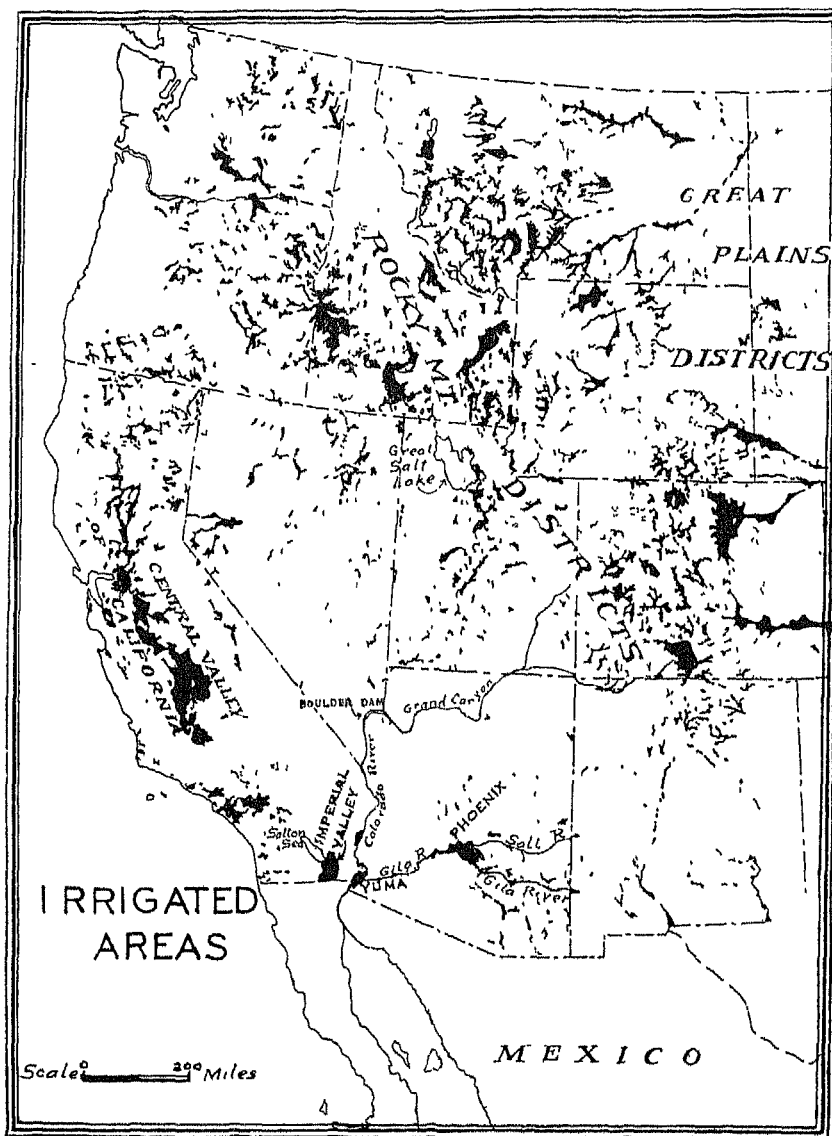 GREAT
PLAINS
DISTRICTS
ROCKY MT.
DISTRICTS
Great
Salt
Lake
CENTRAL VALLEY
OF
CALIFORNIA
BOULDER DAM
Grand Canyon
Colorado River
IMPERIAL
VALLEY
Salton
Sea
PHOENIX
Salt R.
Gila R.
Gila River
YUMA
IRRIGATED
AREAS
MEXICO
Scale 0 200 Miles